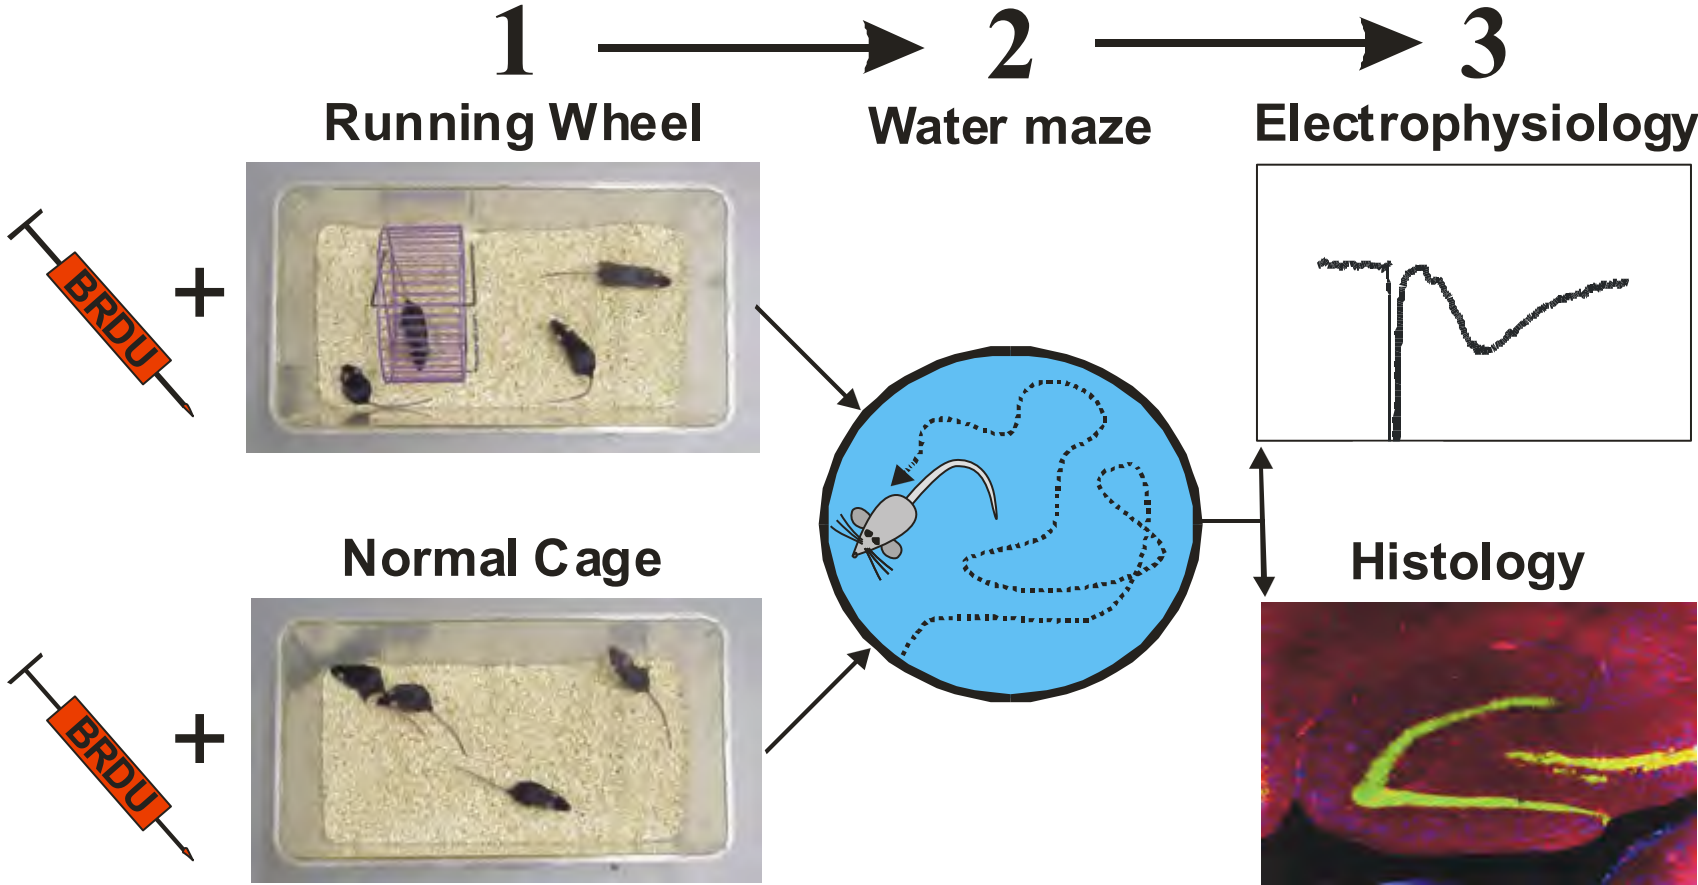 1 2 3
Running Wheel
Water maze
Electrophysiology
BRDU
+
Normal Cage
Histology
BRDU
+